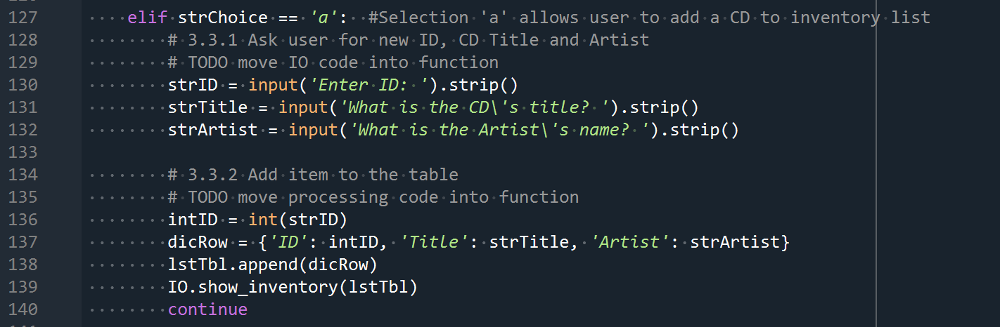 127 elif strChoice == 'a': #Selection 'a' allows user to add a CD to inventory list
128 # 3.3.1 Ask user for new ID, CD Title and Artist
129 # TODO move IO code into function
130 strID = input('Enter ID: ').strip()
131 strTitle = input('What is the CD\'s title? ').strip()
132 strArtist = input('What is the Artist\'s name? ').strip()
133
134 # 3.3.2 Add item to the table
135 # TODO move processing code into function
136 intID = int(strID)
137 dicRow = {'ID': intID, 'Title': strTitle, 'Artist': strArtist}
138 lstTbl.append(dicRow)
139 IO.show_inventory(lstTbl)
140 continue